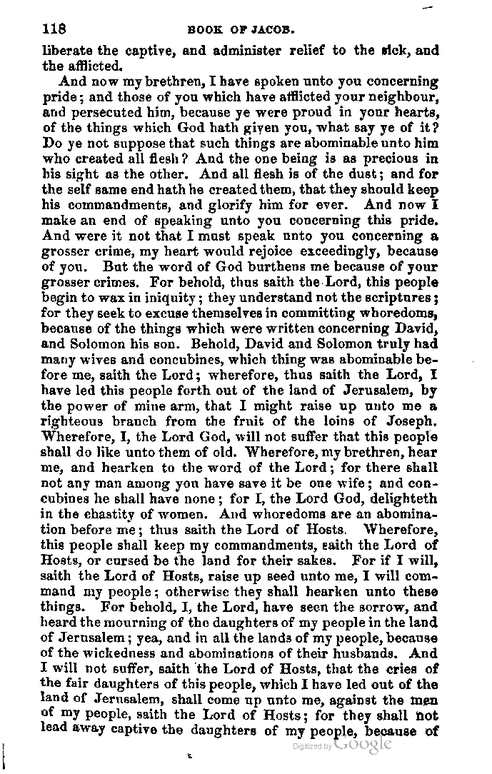 118 BOOK OF JACOB.
liberate the captive, and administer relief to the sick, and
the afflicted.
And now my brethren, I have spoken unto you concerning
pride; and those of you which have afflicted your neighbour,
and persecuted him, because ye were proud in your hearts,
of the things which God hath given you, what say ye of it?
Do ye not suppose that such things are abominable unto him
who created all flesh? And the one being is as precious in
his sight as the other. And all flesh is of the dust; and for
the self same end hath he created them, that they should keep
his commandments, and glorify him for ever. And now I
make an end of speaking unto you concerning this pride.
And were it not that I must speak unto you concerning a
grosser crime, my heart would rejoice exceedingly, because
of you. But the word of God burthens me because of your
grosser crimes. For behold, thus saith the Lord, this people
begin to wax in iniquity; they understand not the scriptures;
for they seek to excuse themselves in committing whoredoms,
because of the things which were written concerning David,
and Solomon his son. Behold, David and Solomon truly had
many wives and concubines, which thing was abominable be-
fore me, saith the Lord; wherefore, thus saith the Lord, I
have led this people forth out of the land of Jerusalem, by
the power of mine arm, that I might raise up unto me a
righteous branch from the fruit of the loins of Joseph.
Wherefore, I, the Lord God, will not suffer that this people
shall do like unto them of old. Wherefore, my brethren, hear
me, and hearken to the word of the Lord; for there shall
not any man among you have save it be one wife; and con-
cubines he shall have none; for I, the Lord God, delighteth
in the chastity of women. And whoredoms are an abomina-
tion before me; thus saith the Lord of Hosts. Wherefore,
this people shall keep my commandments, saith the Lord of
Hosts, or cursed be the land for their sakes. For if I will,
saith the Lord of Hosts, raise up seed unto me, I will com-
mand my people; otherwise they shall hearken unto these
things. For behold, I, the Lord, have seen the sorrow, and
heard the mourning of the daughters of my people in the land
of Jerusalem; yea, and in all the lands of my people, because
of the wickedness and abominations of their husbands. And
I will not suffer, saith the Lord of Hosts, that the cries of
the fair daughters of this people, which I have led out of the
land of Jerusalem, shall come up unto me, against the men
of my people, saith the Lord of Hosts; for they shall not
lead away captive the daughters of my people, because of
Digitized by Google